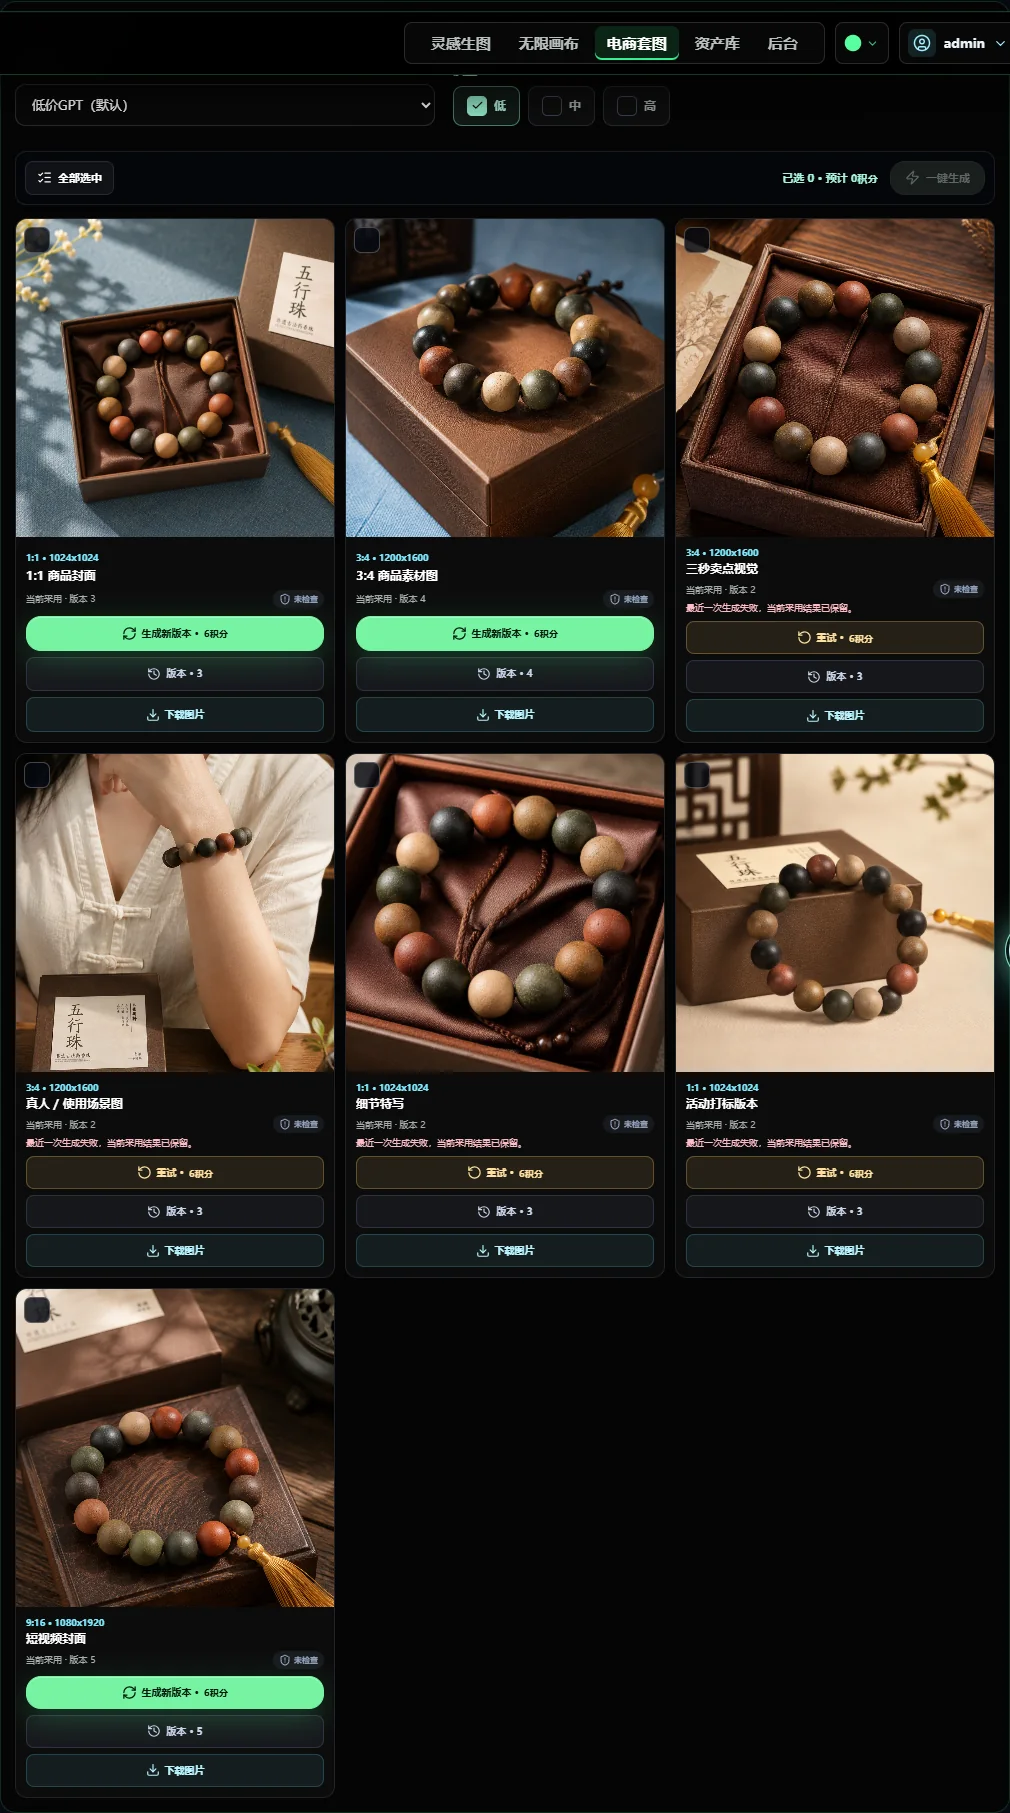 灵感生图 无限画布 电商套图 资产库 后台 admin
低价GPT（默认） 低 中 高
全部选中 已选 0 • 预计 0积分 一键生成
五行珠
1:1 • 1024x1024
1:1 商品封面
当前采用 · 版本 3 未检查
生成新版本 • 6积分
版本 • 3
下载图片
3:4 • 1200x1600
3:4 商品素材图
当前采用 · 版本 4 未检查
生成新版本 • 6积分
版本 • 4
下载图片
3:4 • 1200x1600
三秒卖点视觉
当前采用 · 版本 2 未检查
最近一次生成失败，当前采用结果已保留。
重试 • 6积分
版本 • 3
下载图片
五行珠
3:4 • 1200x1600
真人 / 使用场景图
当前采用 · 版本 2 未检查
最近一次生成失败，当前采用结果已保留。
重试 • 6积分
版本 • 3
下载图片
1:1 • 1024x1024
细节特写
当前采用 · 版本 2 未检查
最近一次生成失败，当前采用结果已保留。
重试 • 6积分
版本 • 3
下载图片
五行
1:1 • 1024x1024
活动打标版本
当前采用 · 版本 2 未检查
最近一次生成失败，当前采用结果已保留。
重试 • 6积分
版本 • 3
下载图片
9:16 • 1080x1920
短视频封面
当前采用 · 版本 5 未检查
生成新版本 • 6积分
版本 • 5
下载图片